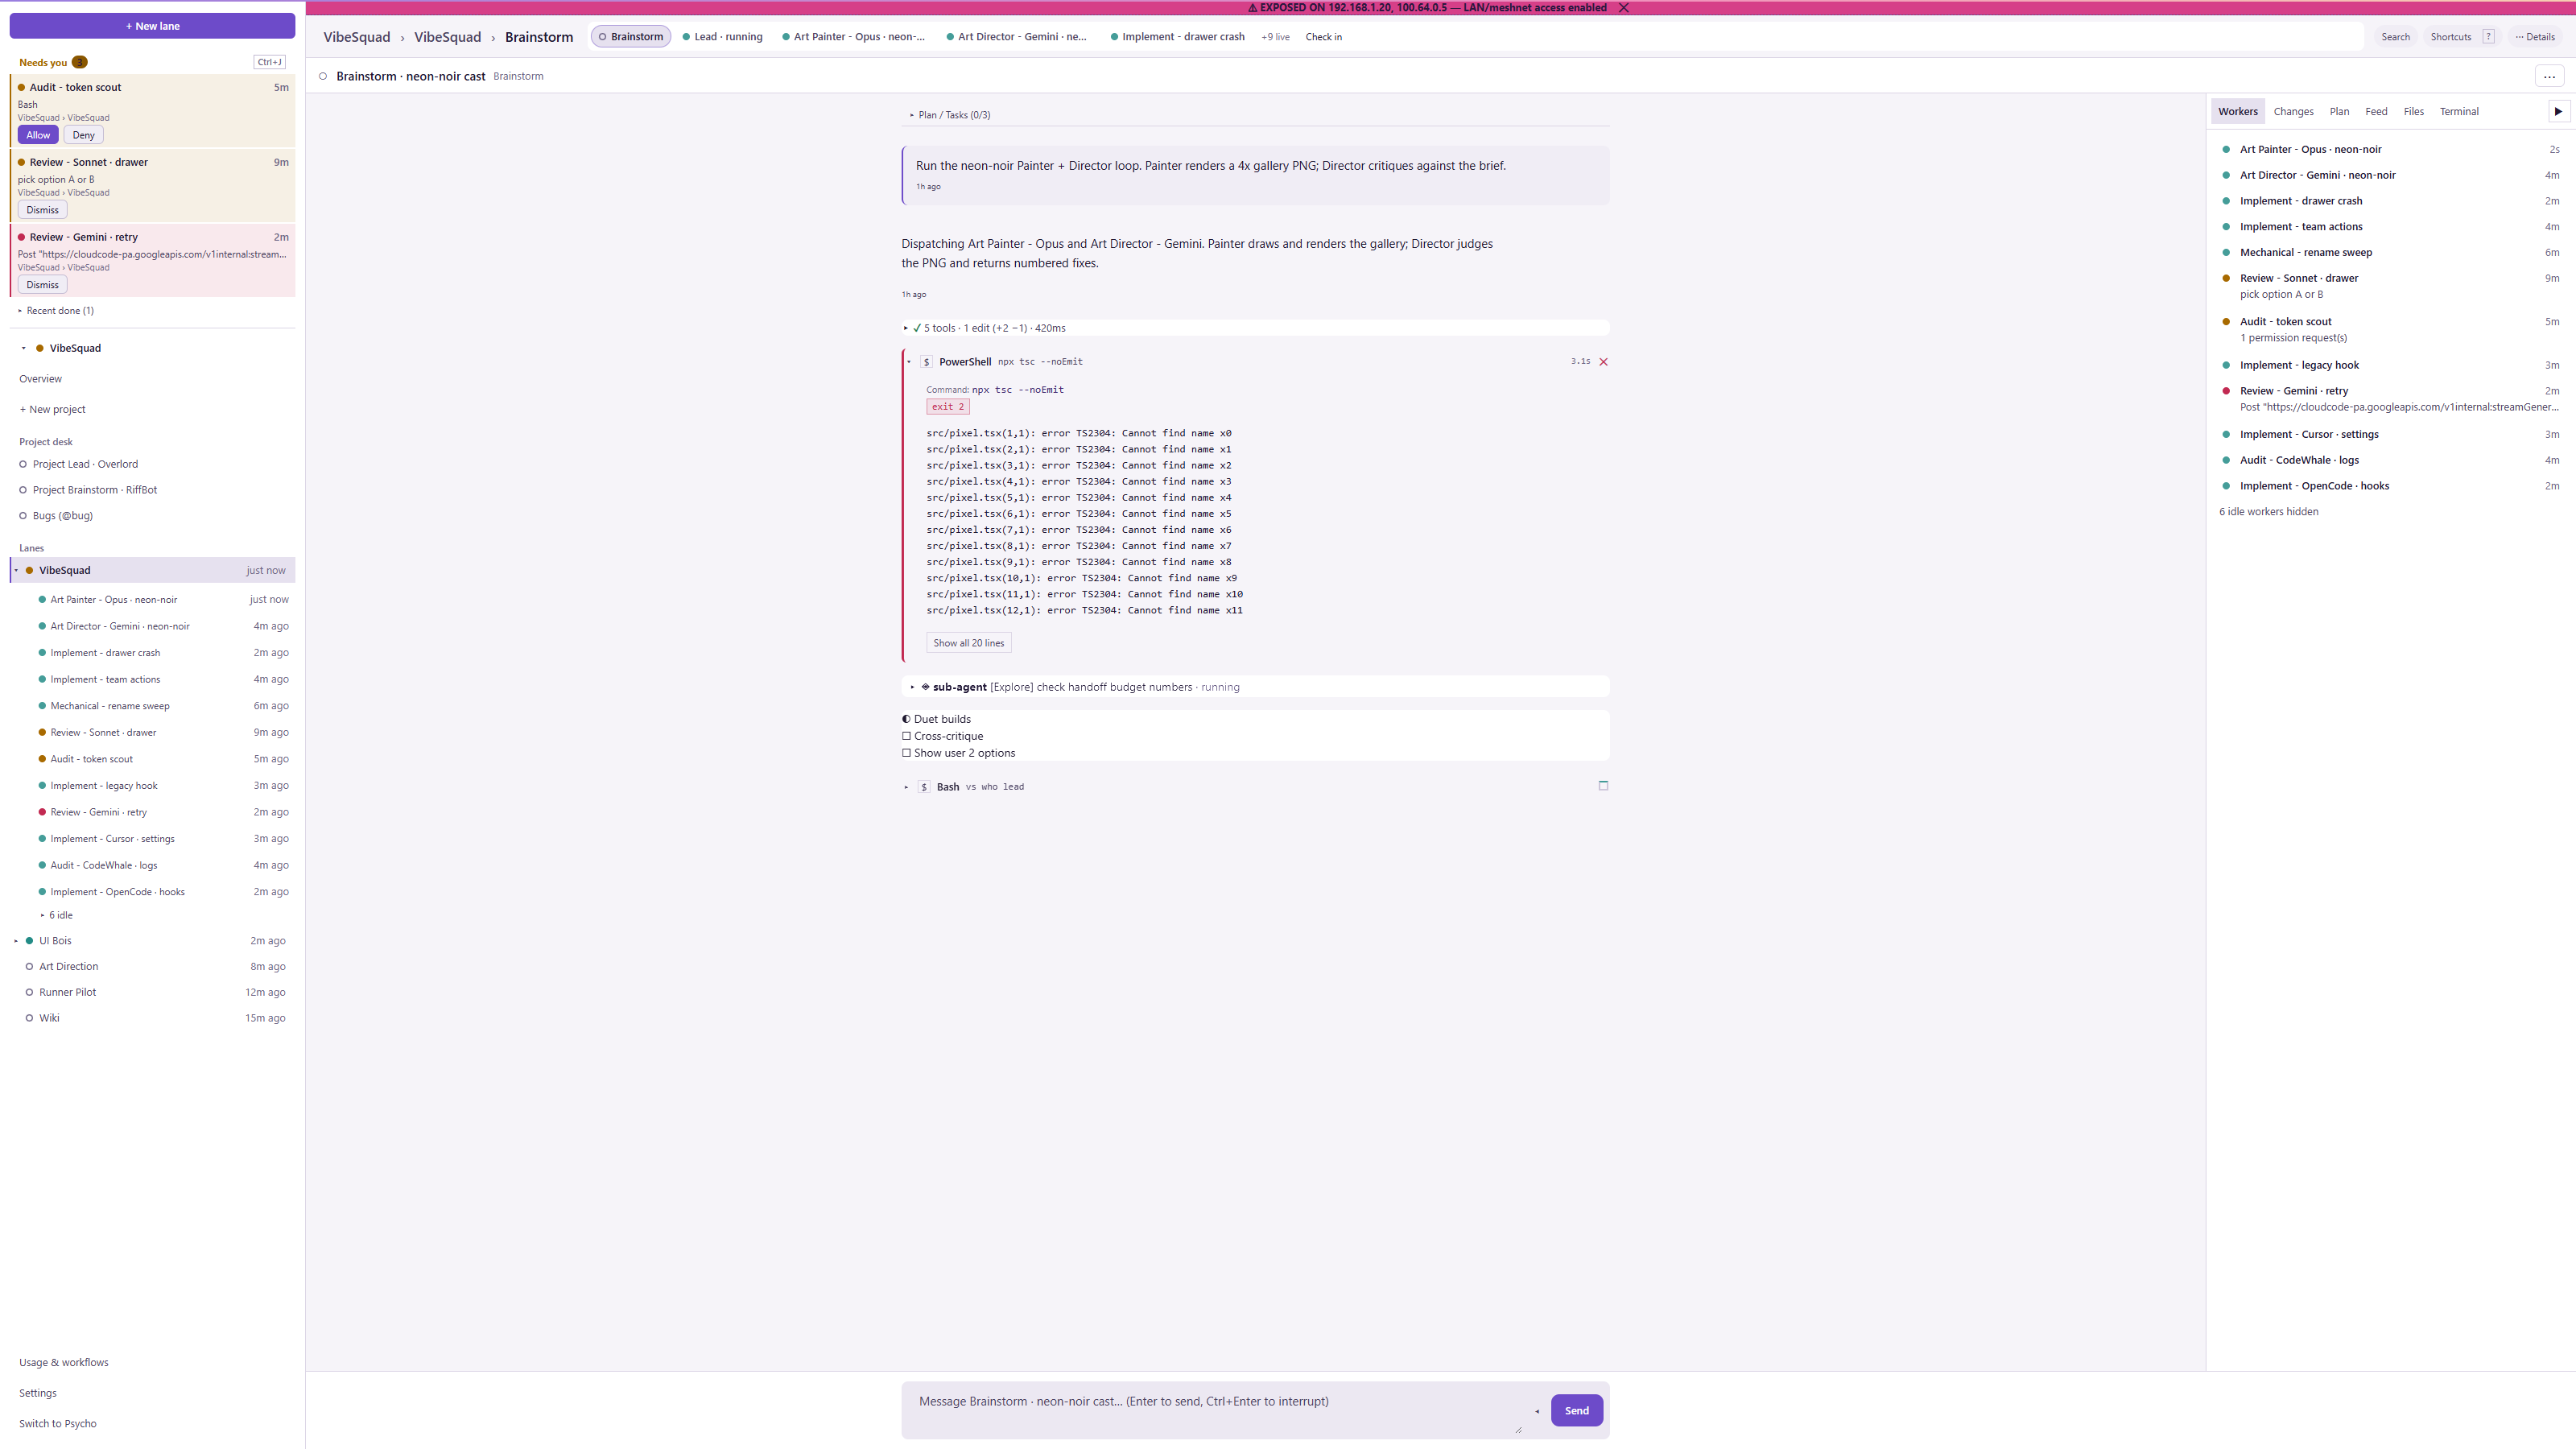 ⚠ EXPOSED ON 192.168.1.20, 100.64.0.5 — LAN/meshnet access enabled
+ New lane
Needs you 3 Ctrl+J
Audit - token scout 5m
Bash
VibeSquad › VibeSquad
Allow Deny
Review - Sonnet · drawer 9m
pick option A or B
VibeSquad › VibeSquad
Dismiss
Review - Gemini · retry 2m
Post "https://cloudcode-pa.googleapis.com/v1internal:stream...
VibeSquad › VibeSquad
Dismiss
Recent done (1)
VibeSquad
Overview
+ New project
Project desk
Project Lead · Overlord
Project Brainstorm · RiffBot
Bugs (@bug)
Lanes
VibeSquad just now
Art Painter - Opus · neon-noir just now
Art Director - Gemini · neon-noir 4m ago
Implement - drawer crash 2m ago
Implement - team actions 4m ago
Mechanical - rename sweep 6m ago
Review - Sonnet · drawer 9m ago
Audit - token scout 5m ago
Implement - legacy hook 3m ago
Review - Gemini · retry 2m ago
Implement - Cursor · settings 3m ago
Audit - CodeWhale · logs 4m ago
Implement - OpenCode · hooks 2m ago
6 idle
UI Bois 2m ago
Art Direction 8m ago
Runner Pilot 12m ago
Wiki 15m ago
Usage & workflows
Settings
Switch to Psycho
VibeSquad › VibeSquad › Brainstorm
Brainstorm Lead · running Art Painter - Opus · neon-... Art Director - Gemini · ne... Implement - drawer crash +9 live Check in
Search Shortcuts ? ··· Details
Brainstorm · neon-noir cast Brainstorm ...
Plan / Tasks (0/3)
Run the neon-noir Painter + Director loop. Painter renders a 4x gallery PNG; Director critiques against the brief.
1h ago
Dispatching Art Painter - Opus and Art Director - Gemini. Painter draws and renders the gallery; Director judges
the PNG and returns numbered fixes.
1h ago
✓ 5 tools · 1 edit (+2 −1) · 420ms
$ PowerShell npx tsc --noEmit 3.1s
Command: npx tsc --noEmit
exit 2
src/pixel.tsx(1,1): error TS2304: Cannot find name x0
src/pixel.tsx(2,1): error TS2304: Cannot find name x1
src/pixel.tsx(3,1): error TS2304: Cannot find name x2
src/pixel.tsx(4,1): error TS2304: Cannot find name x3
src/pixel.tsx(5,1): error TS2304: Cannot find name x4
src/pixel.tsx(6,1): error TS2304: Cannot find name x5
src/pixel.tsx(7,1): error TS2304: Cannot find name x6
src/pixel.tsx(8,1): error TS2304: Cannot find name x7
src/pixel.tsx(9,1): error TS2304: Cannot find name x8
src/pixel.tsx(10,1): error TS2304: Cannot find name x9
src/pixel.tsx(11,1): error TS2304: Cannot find name x10
src/pixel.tsx(12,1): error TS2304: Cannot find name x11
Show all 20 lines
sub-agent [Explore] check handoff budget numbers · running
◐ Duet builds
☐ Cross-critique
☐ Show user 2 options
$ Bash vs who lead
Message Brainstorm · neon-noir cast... (Enter to send, Ctrl+Enter to interrupt)
Send
Workers Changes Plan Feed Files Terminal
Art Painter - Opus · neon-noir 2s
Art Director - Gemini · neon-noir 4m
Implement - drawer crash 2m
Implement - team actions 4m
Mechanical - rename sweep 6m
Review - Sonnet · drawer 9m
pick option A or B
Audit - token scout 5m
1 permission request(s)
Implement - legacy hook 3m
Review - Gemini · retry 2m
Post "https://cloudcode-pa.googleapis.com/v1internal:streamGener...
Implement - Cursor · settings 3m
Audit - CodeWhale · logs 4m
Implement - OpenCode · hooks 2m
6 idle workers hidden